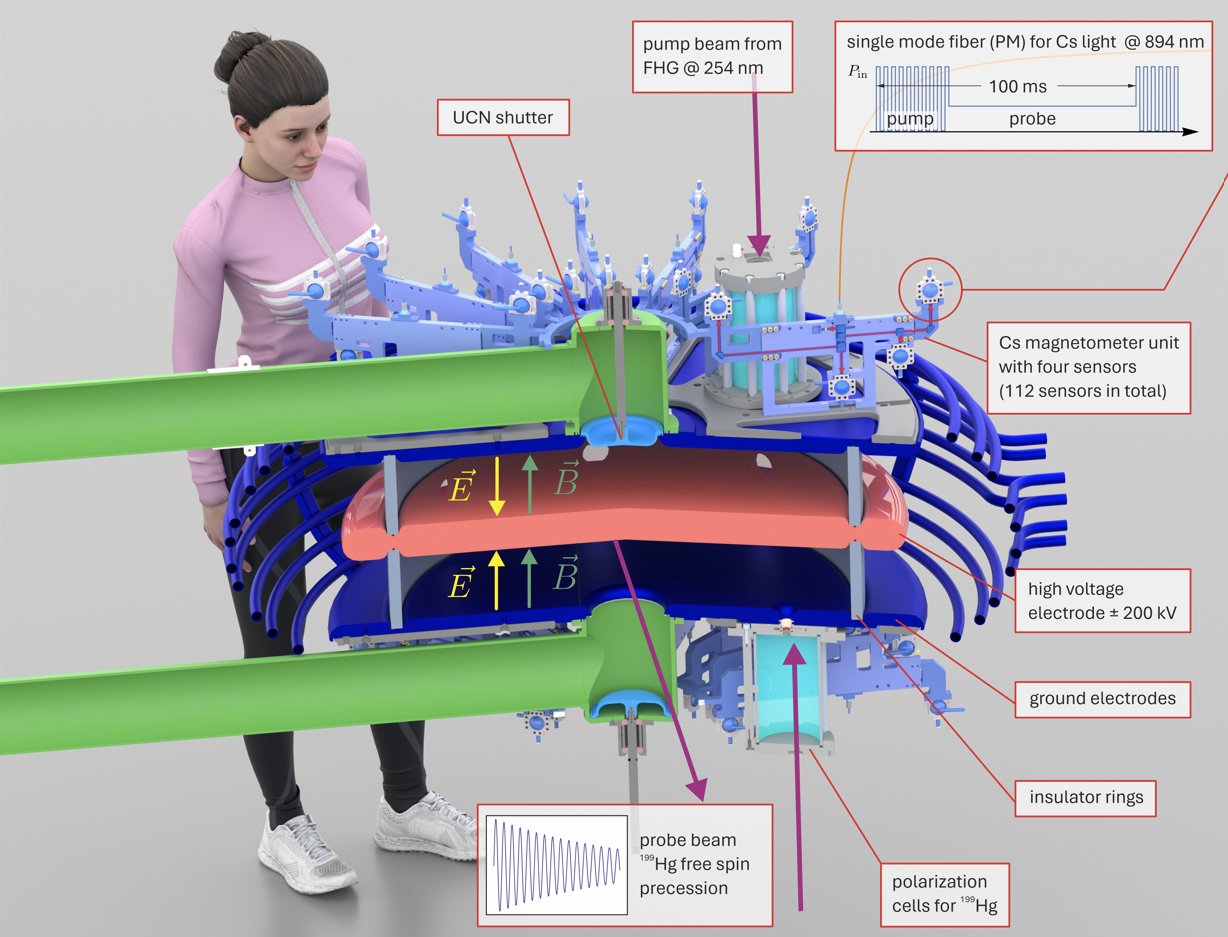 pump beam from
FHG @ 254 nm
single mode fiber (PM) for Cs light @ 894 nm
P_in
100 ms
pump
probe
UCN shutter
Cs magnetometer unit
with four sensors
(112 sensors in total)
E⃗
B⃗
E⃗
B⃗
high voltage
electrode ± 200 kV
ground electrodes
insulator rings
probe beam
¹⁹⁹Hg free spin
precession
polarization
cells for ¹⁹⁹Hg